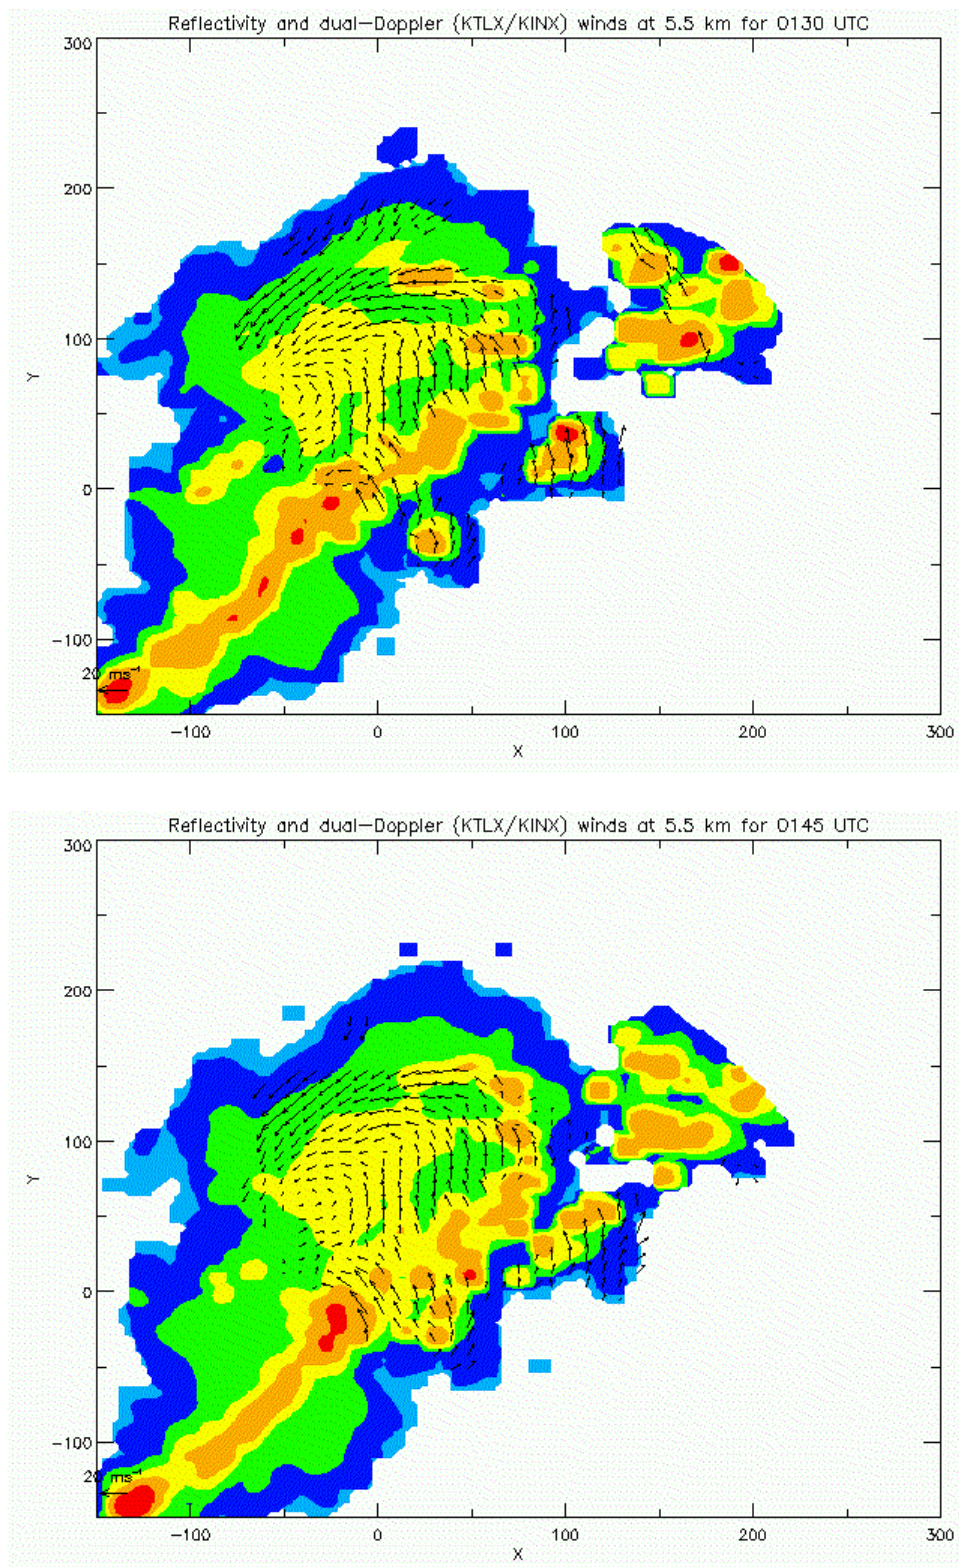 Reflectivity and dual-Doppler (KTLX/KINX) winds at 5.5 km for 0130 UTC
300
200
100
Y
0
-100
20 ms-1
-100 0 100 200 300
X
Reflectivity and dual-Doppler (KTLX/KINX) winds at 5.5 km for 0145 UTC
300
200
100
Y
0
-100
20 ms-1
-100 0 100 200 300
X